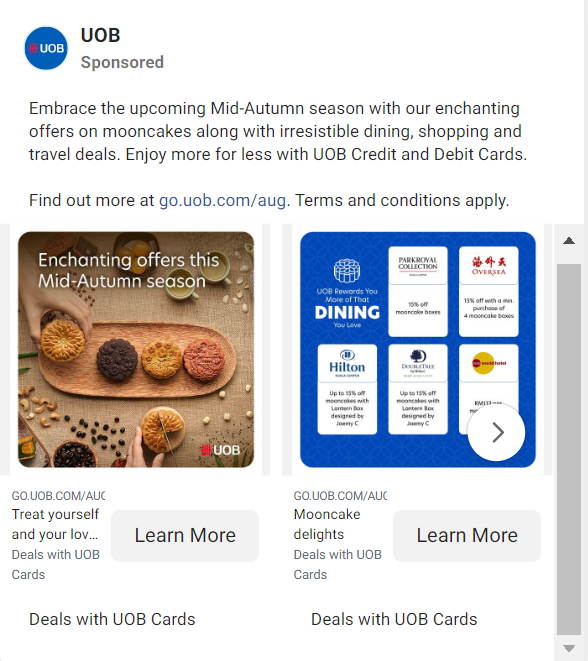 UOB
UOB
Sponsored
Embrace the upcoming Mid-Autumn season with our enchanting
offers on mooncakes along with irresistible dining, shopping and
travel deals. Enjoy more for less with UOB Credit and Debit Cards.
Find out more at go.uob.com/aug. Terms and conditions apply.
Enchanting offers this
Mid-Autumn season
UOB
UOB Rewards You
More of That
DINING
You Love
PARKROYAL
COLLECTION
KUALA LUMPUR
15% off
mooncake boxes
海外天
OVERSEA
15% off with a min.
purchase of
4 mooncake boxes
Hilton
KUALA LUMPUR
Up to 15% off
mooncakes with
Lantern Box
designed by
Jaemy C
DOUBLETREE
by Hilton
Up to 15% off
mooncakes with
Lantern Box
designed by
Jaemy C
world hotel
GO.UOB.COM/AUG
Treat yourself
and your lov...
Deals with UOB
Cards
Learn More
GO.UOB.COM/AUG
Mooncake
delights
Deals with UOB
Cards
Learn More
Deals with UOB Cards
Deals with UOB Cards